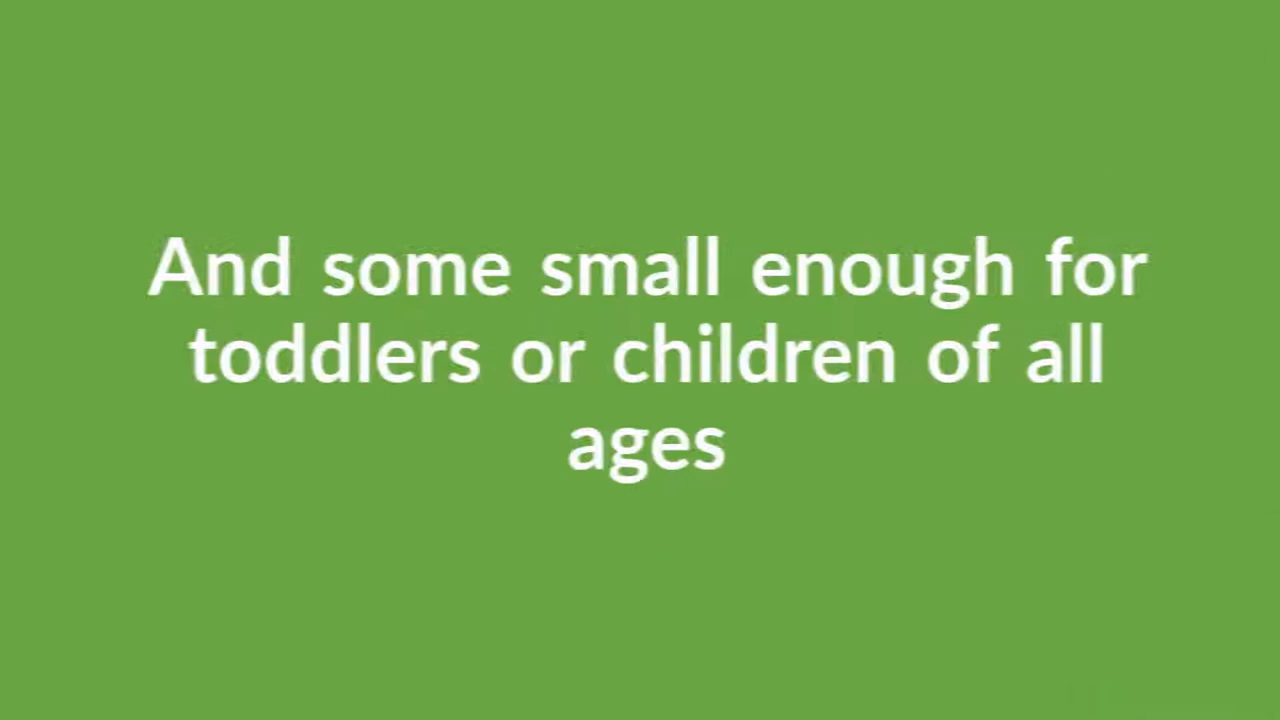 And some small enough for
toddlers or children of all
ages